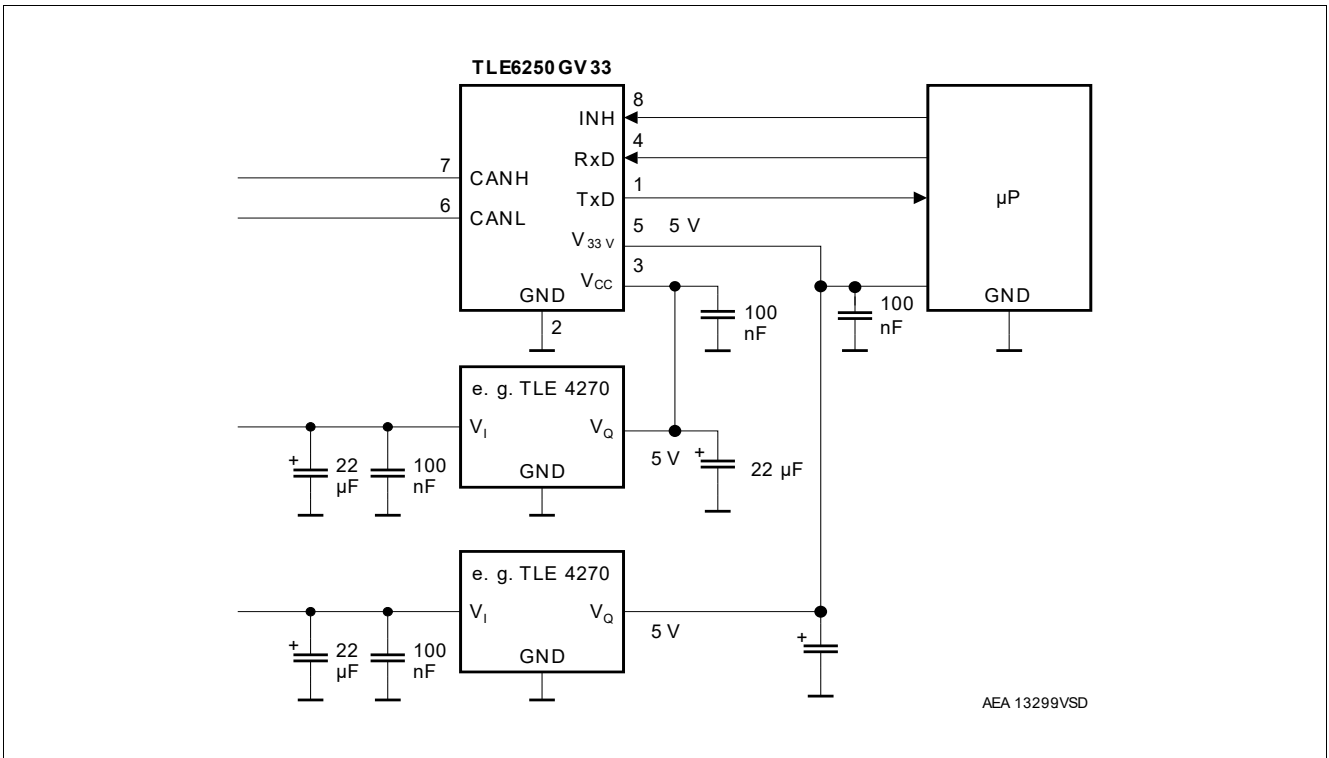 TLE6250 GV33
8
INH
4
RxD
7
1
CANH
TxD
µP
6
5 5 V
CANL
V33 V
3
VCC
GND
100
nF
100
nF
GND
2
e. g. TLE 4270
VI
VQ
5 V
+
22 µF
+
22
µF
100
nF
GND
e. g. TLE 4270
VI
VQ
5 V
+
+
22
µF
100
nF
GND
AEA 13299VSD